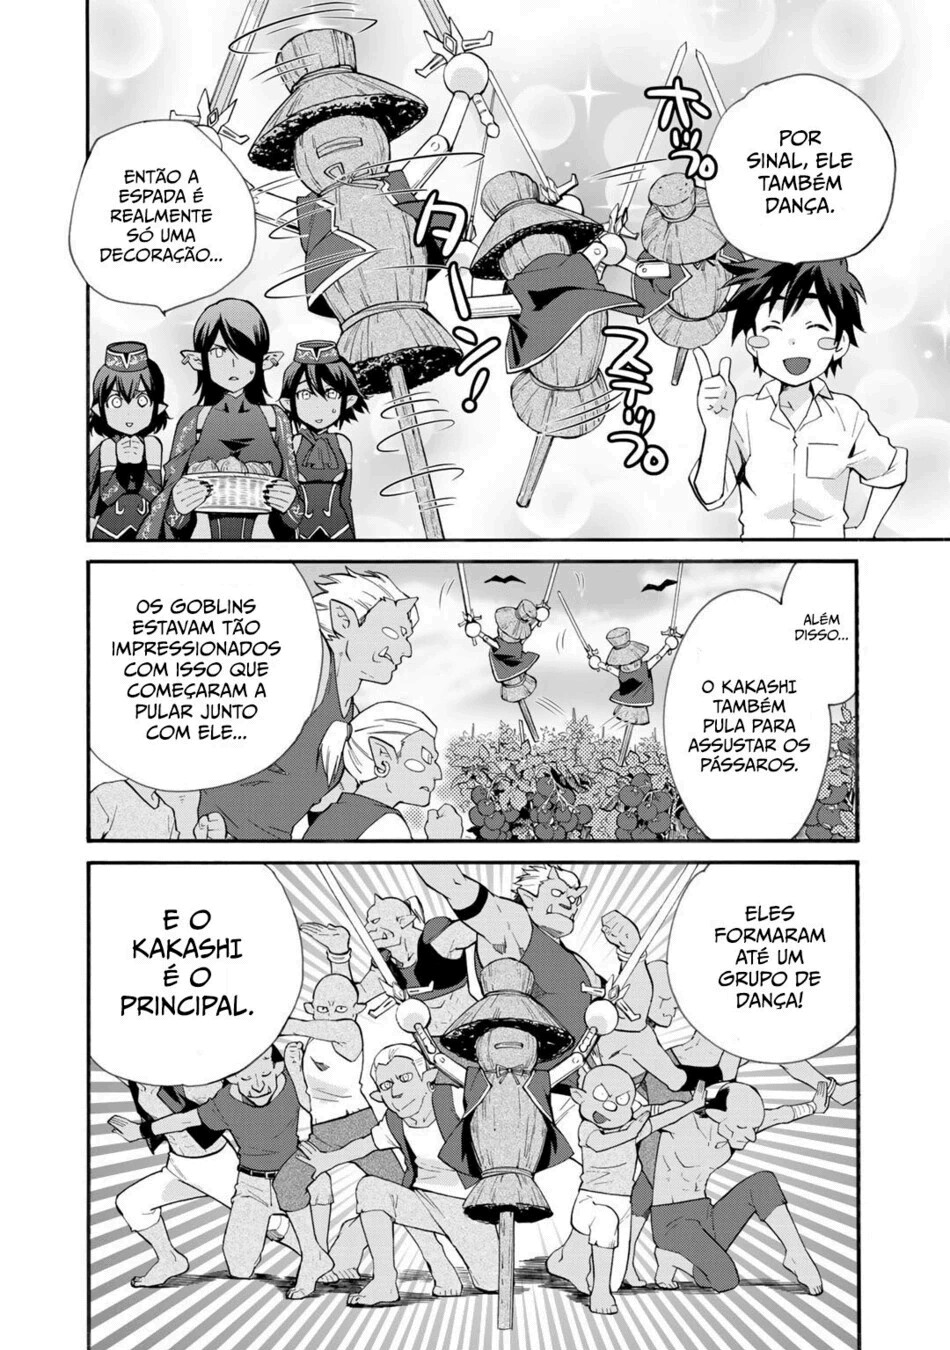 POR
SINAL, ELE
TAMBÉM
DANÇA.
ホップ
ステップ
ターン!
ENTÃO A
ESPADA É
REALMENTE
SÓ UMA
DECORAÇÃO...
ALÉM
DISSO...
O KAKASHI
TAMBÉM
PULA PARA
ASSUSTAR OS
PÁSSAROS.
OS GOBLINS
ESTAVAM TÃO
IMPRESSIONADOS
COM ISSO QUE
COMEÇARAM A
PULAR JUNTO
COM ELE...
ELES
FORMARAM
ATÉ UM
GRUPO DE
DANÇA!
E O
KAKASHI
É O
PRINCIPAL.